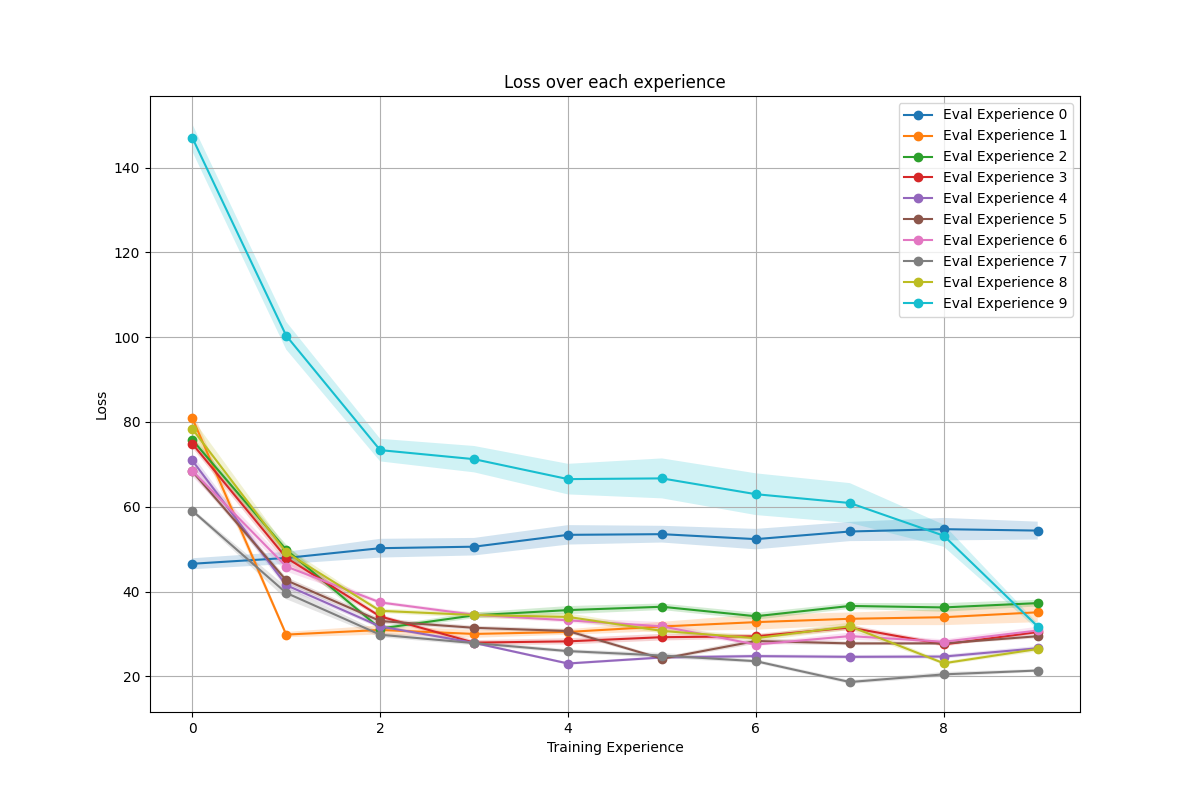 Loss over each experience
140
120
100
80
60
40
20
Loss
0
2
4
6
8
Training Experience
Eval Experience 0
Eval Experience 1
Eval Experience 2
Eval Experience 3
Eval Experience 4
Eval Experience 5
Eval Experience 6
Eval Experience 7
Eval Experience 8
Eval Experience 9